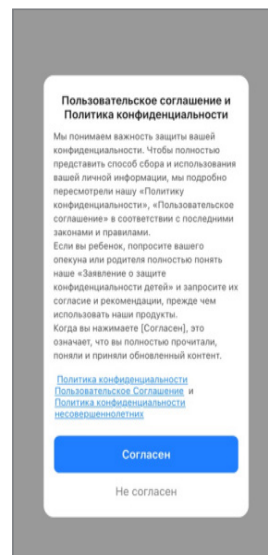 Пользовательское соглашение и
Политика конфиденциальности
Мы понимаем важность защиты вашей
конфиденциальности. Чтобы полностью
представить способ сбора и использования
вашей личной информации, мы подробно
пересмотрели нашу «Политику
конфиденциальности», «Пользовательское
соглашение» в соответствии с последними
законами и правилами.
Если вы ребенок, попросите вашего
опекуна или родителя полностью понять
наше «Заявление о защите
конфиденциальности детей» и запросите их
согласие и рекомендации, прежде чем
использовать наши продукты.
Когда вы нажимаете [Согласен], это
означает, что вы полностью прочитали,
поняли и приняли обновленный контент.
Политика конфиденциальности
Пользовательское Соглашение и
Политика конфиденциальности
несовершеннолетних
Согласен
Не согласен